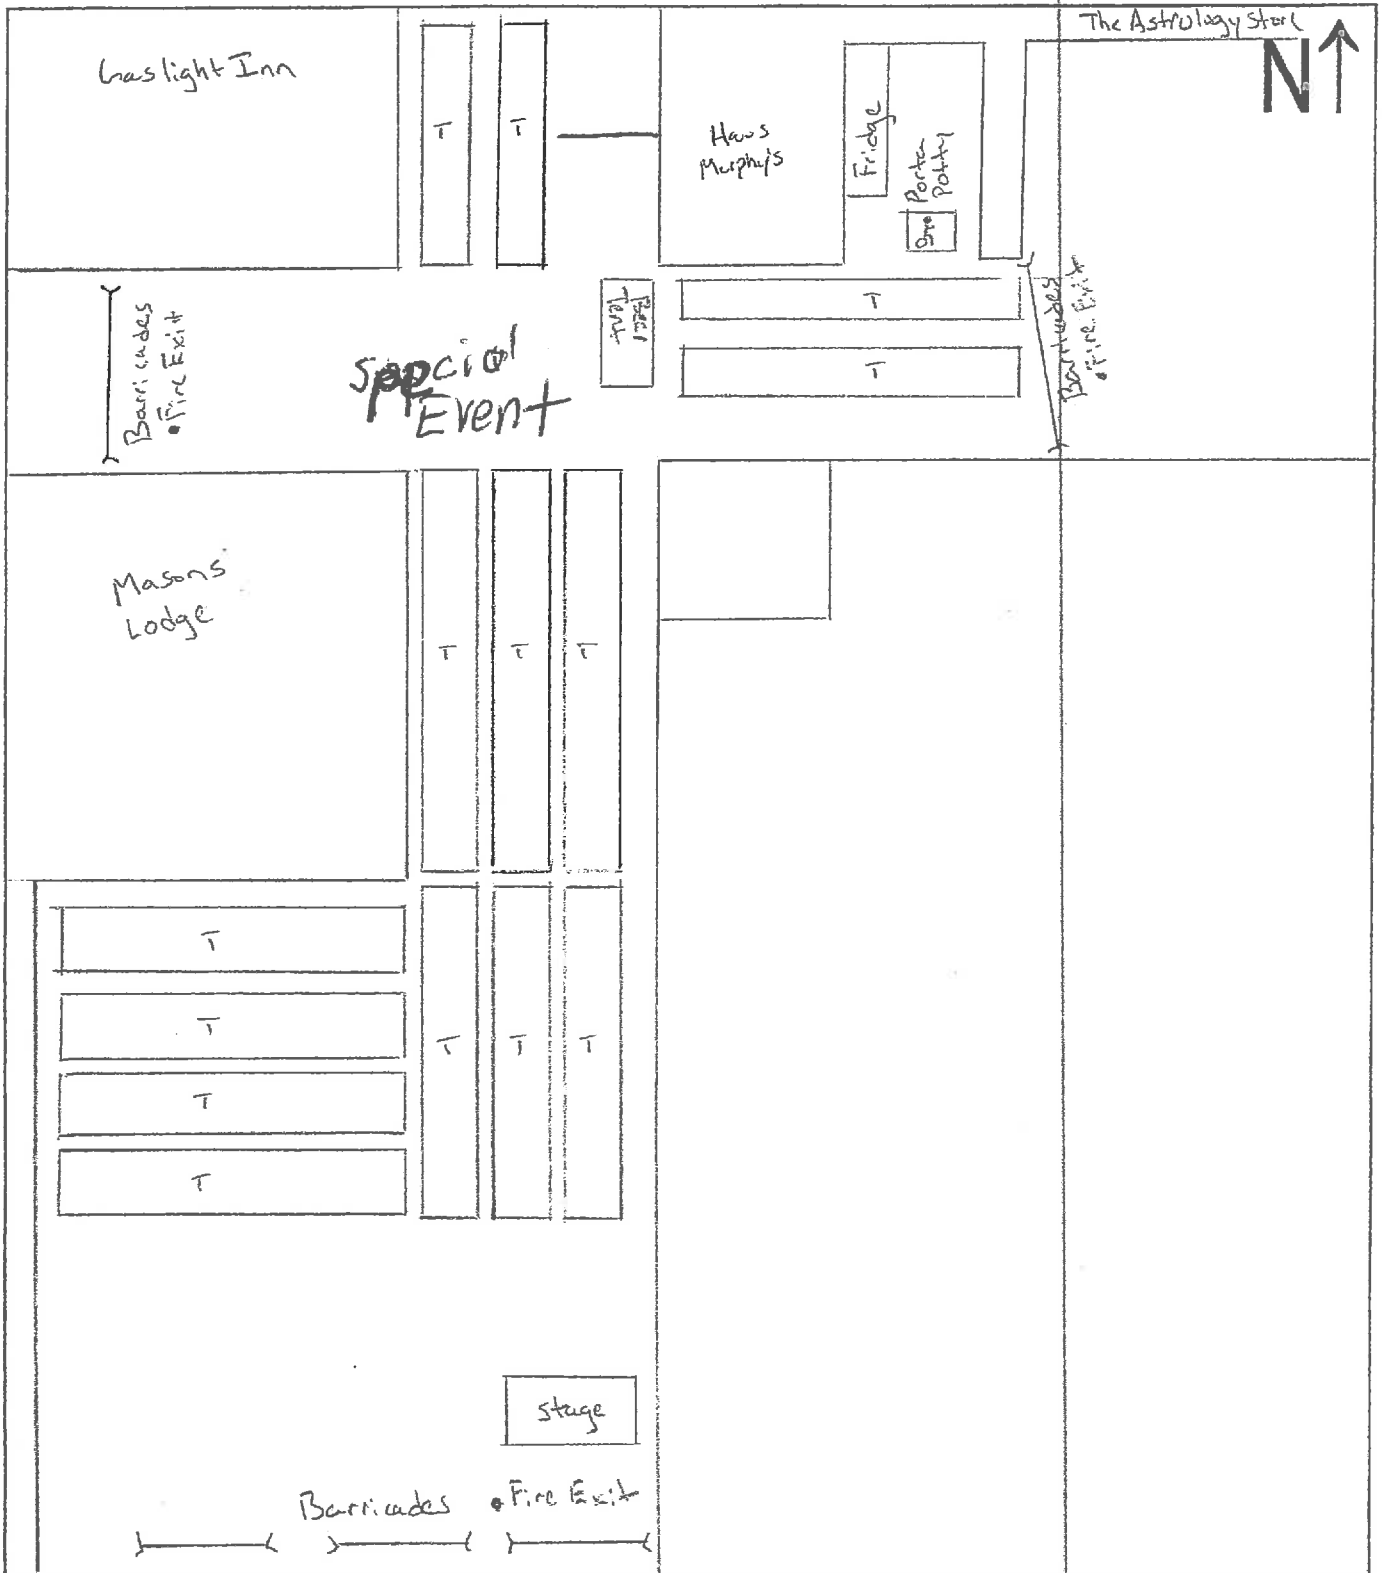 The Astrology Store
N
Gaslight Inn
T
T
Haus
Murphy's
Fridge
Porta
Potty
Barricades
• Fire Exit
Beer
Tent
T
T
Barricades
• Fire Exit
Special
Event
Masons
Lodge
T
T
T
T
T
T
T
T
T
T
Stage
Barricades
• Fire Exit